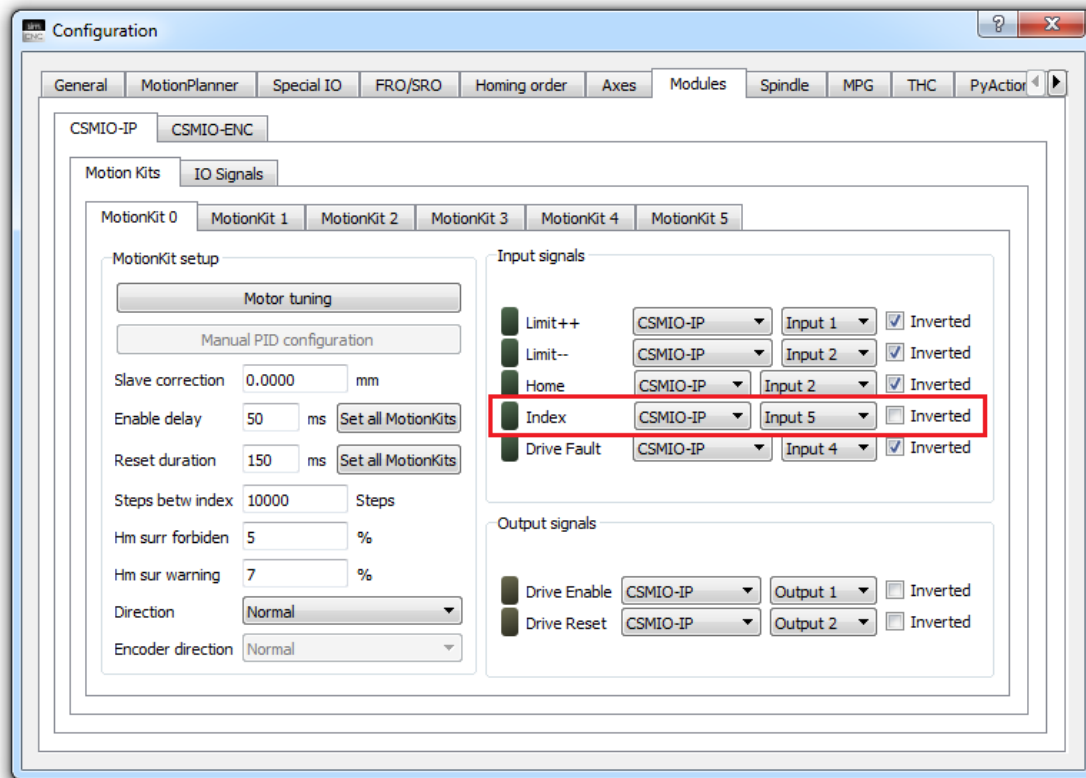 Configuration
General MotionPlanner Special IO FRO/SRO Homing order Axes Modules Spindle MPG THC PyAction
CSMIO-IP CSMIO-ENC
Motion Kits IO Signals
MotionKit 0 MotionKit 1 MotionKit 2 MotionKit 3 MotionKit 4 MotionKit 5
MotionKit setup
Motor tuning
Manual PID configuration
Slave correction 0.0000 mm
Enable delay 50 ms Set all MotionKits
Reset duration 150 ms Set all MotionKits
Steps betw index 10000 Steps
Hm surr forbiden 5 %
Hm sur warning 7 %
Direction Normal
Encoder direction Normal
Input signals
Limit++ CSMIO-IP Input 1 Inverted
Limit-- CSMIO-IP Input 2 Inverted
Home CSMIO-IP Input 2 Inverted
Index CSMIO-IP Input 5 Inverted
Drive Fault CSMIO-IP Input 4 Inverted
Output signals
Drive Enable CSMIO-IP Output 1 Inverted
Drive Reset CSMIO-IP Output 2 Inverted